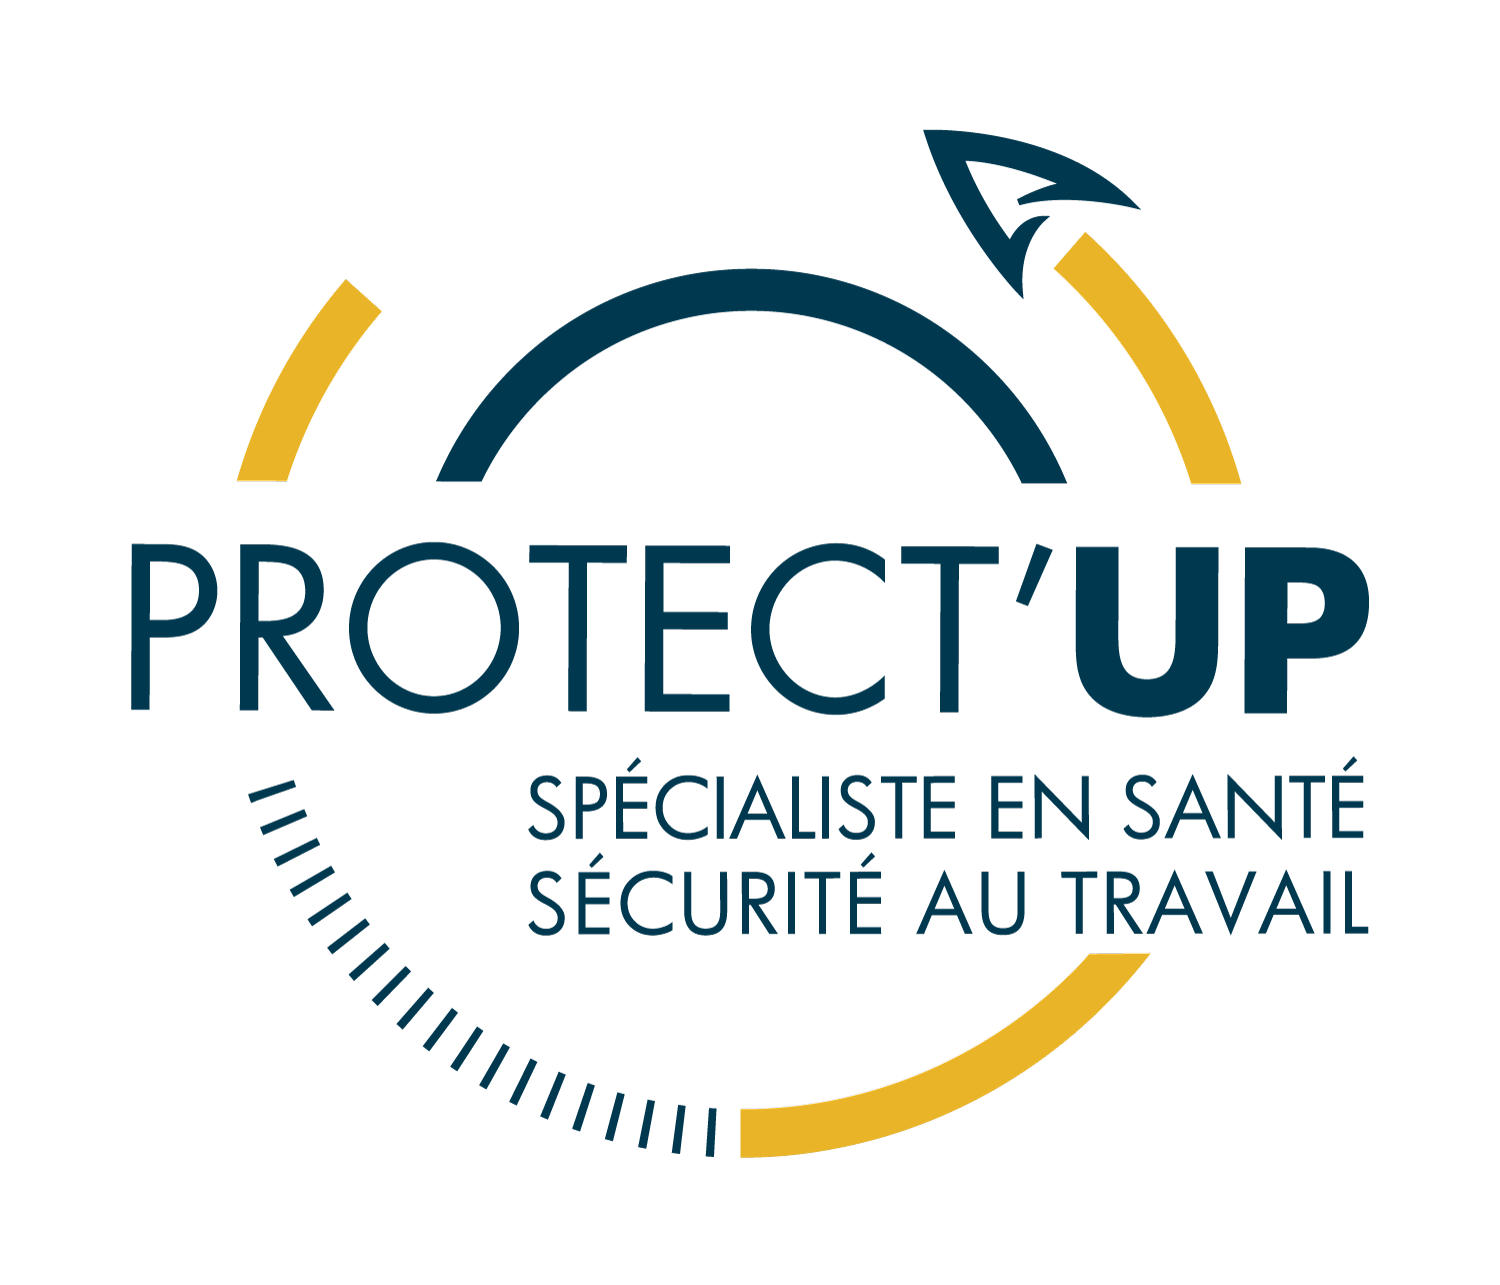 PROTECT'UP
SPÉCIALISTE EN SANTÉ
SÉCURITÉ AU TRAVAIL